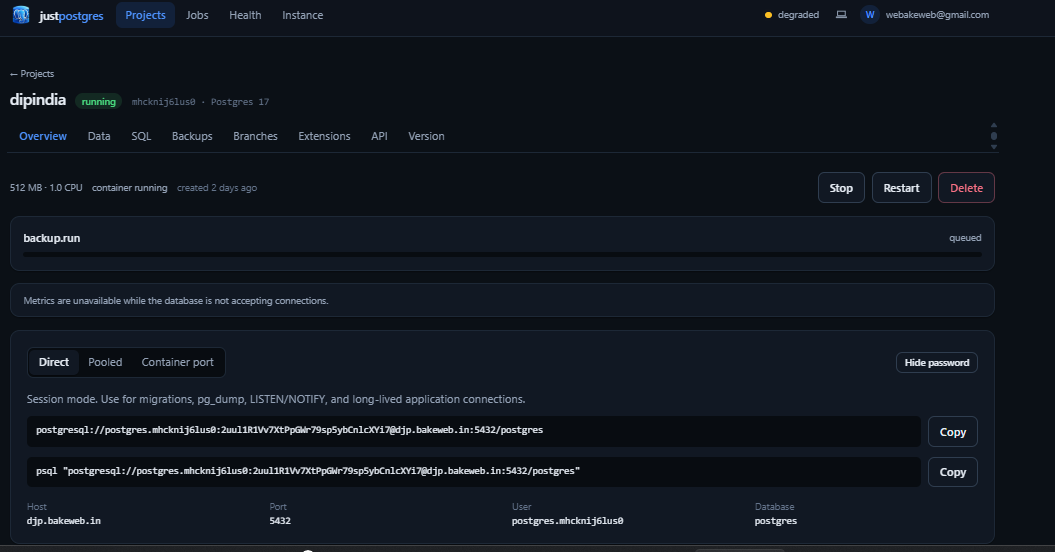 justpostgres Projects Jobs Health Instance degraded W webakeweb@gmail.com
← Projects
dipindia running mhcknij6lus0 · Postgres 17
Overview Data SQL Backups Branches Extensions API Version
512 MB · 1.0 CPU container running created 2 days ago Stop Restart Delete
backup.run queued
Metrics are unavailable while the database is not accepting connections.
Direct Pooled Container port Hide password
Session mode. Use for migrations, pg_dump, LISTEN/NOTIFY, and long-lived application connections.
postgresql://postgres.mhcknij6lus0:2uul1R1Vv7XtPpGWr79sp5ybCnlcXYi7@djp.bakeweb.in:5432/postgres Copy
psql "postgresql://postgres.mhcknij6lus0:2uul1R1Vv7XtPpGWr79sp5ybCnlcXYi7@djp.bakeweb.in:5432/postgres" Copy
Host Port User Database
djp.bakeweb.in 5432 postgres.mhcknij6lus0 postgres